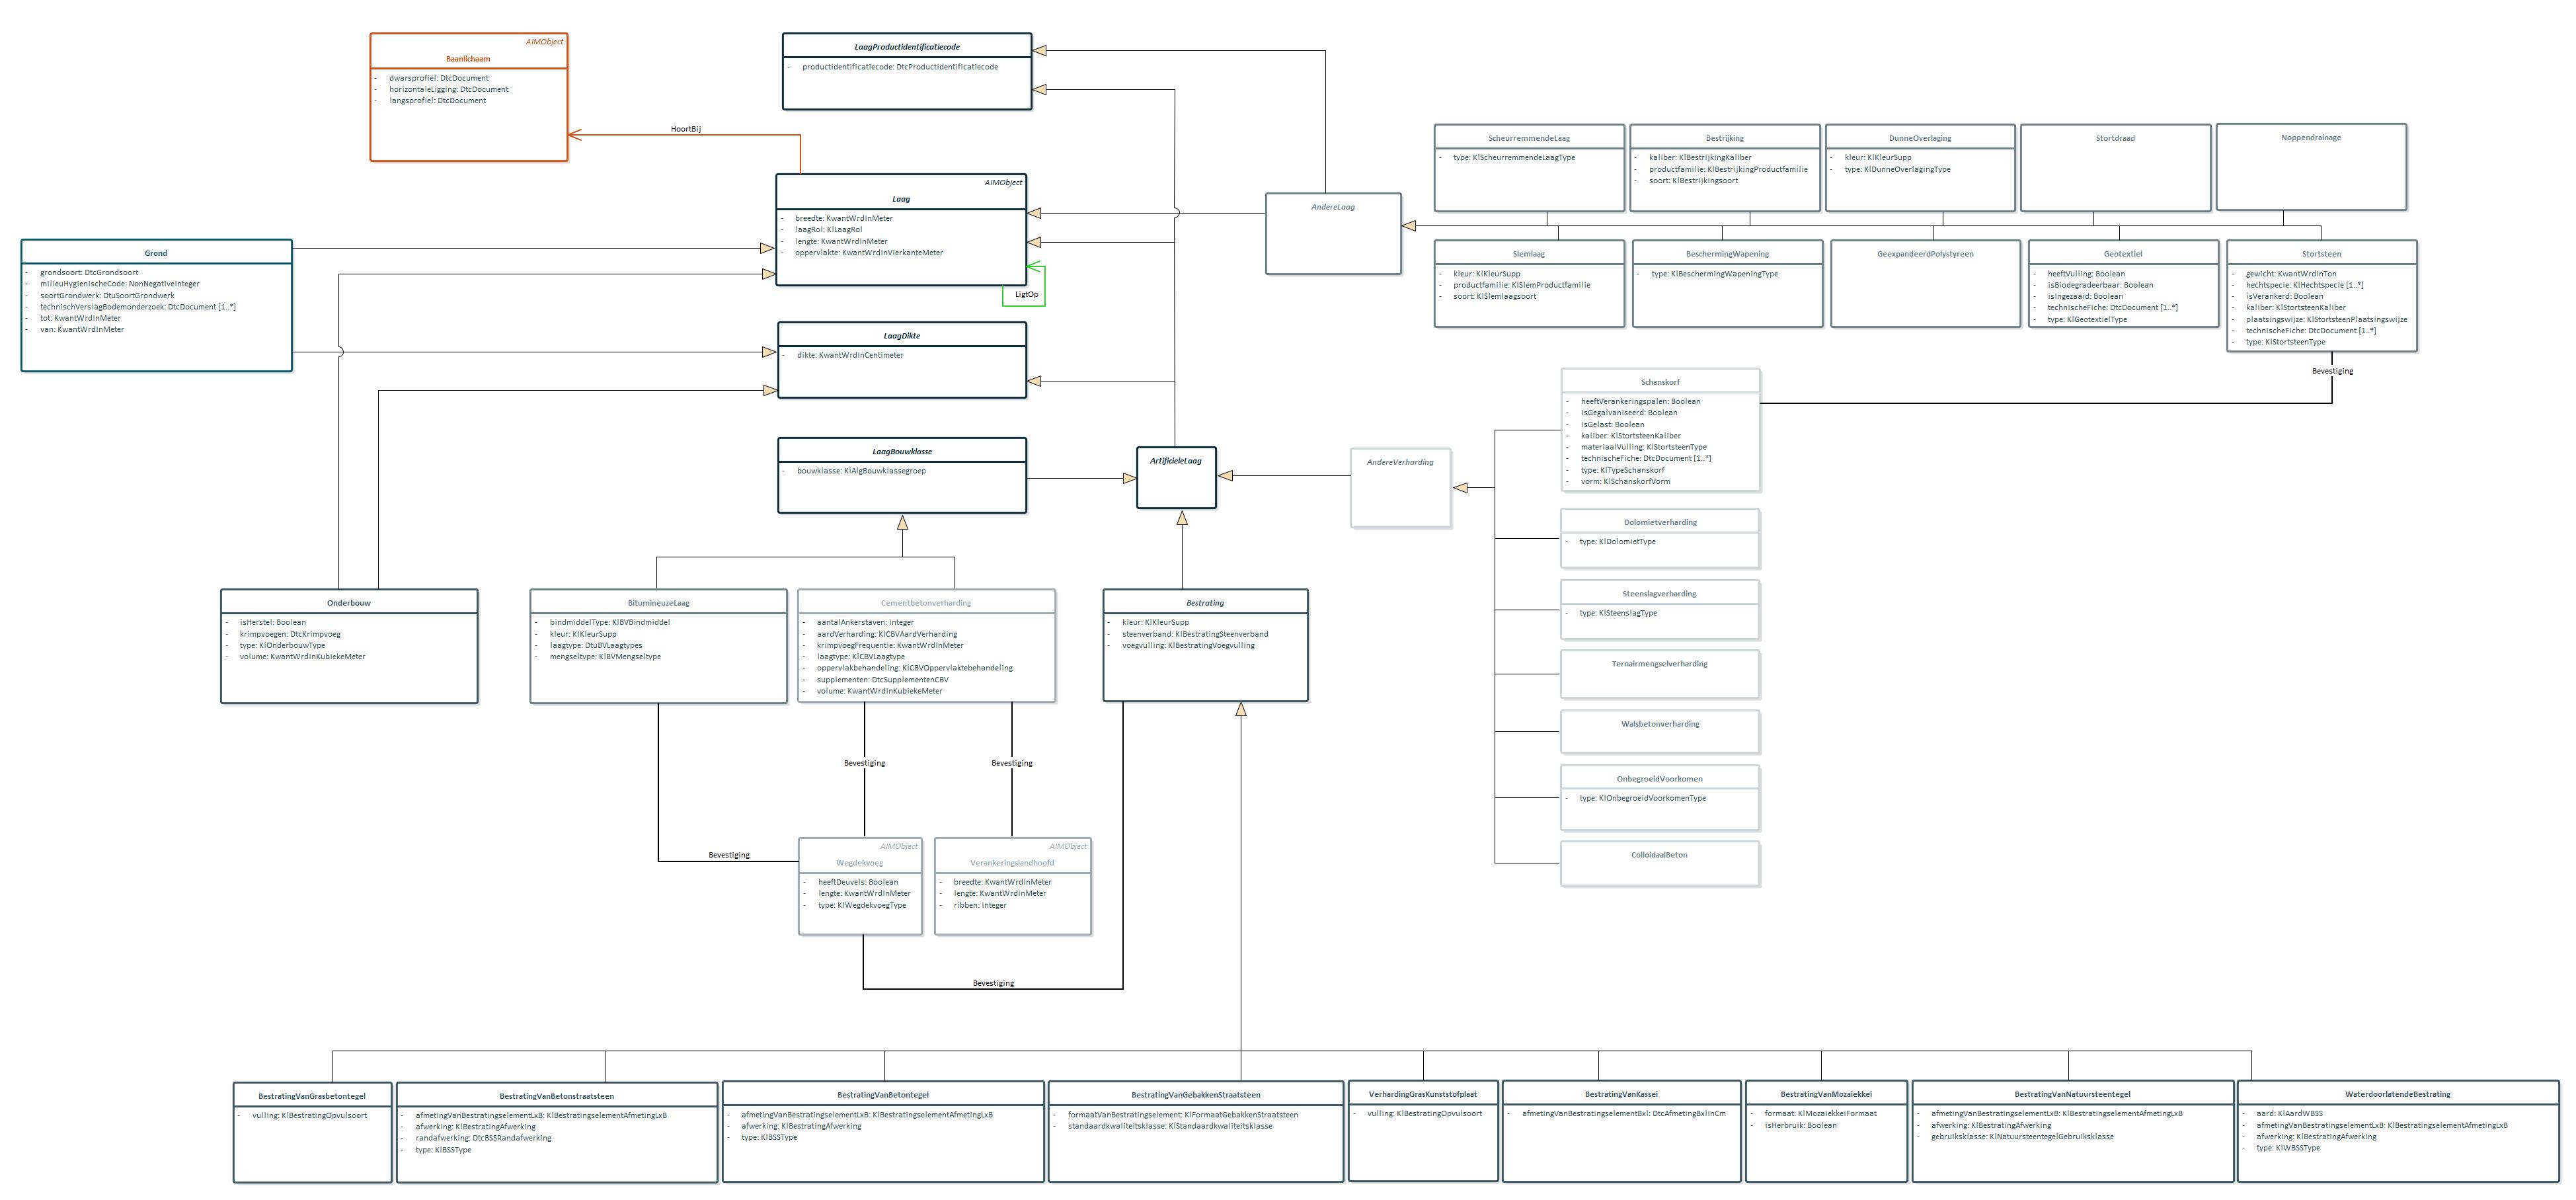 AIMObject
Baanlichaam
- dwarsprofiel: DtcDocument
- horizontaleLigging: DtcDocument
- langsprofiel: DtcDocument
LaagProductidentificatiecode
- productidentificatiecode: DtcProductidentificatiecode
HoortBij
AIMObject
Laag
- breedte: KwantWrdInMeter
- laagRol: KlLaagRol
- lengte: KwantWrdInMeter
- oppervlakte: KwantWrdInVierkanteMeter
LigtOp
AndereLaag
ScheurremmendeLaag
- type: KlScheurremmendeLaagType
Bestrijking
- kaliber: KlBestrijkingKaliber
- productfamilie: KlBestrijkingProductfamilie
- soort: KlBestrijkingsoort
DunneOverlaging
- kleur: KlKleurSupp
- type: KlDunneOverlagingType
Stortdraad
Noppendrainage
Slemlaag
- kleur: KlKleurSupp
- productfamilie: KlSlemProductfamilie
- soort: KlSlemlaagsoort
BeschermingWapening
- type: KlBeschermingWapeningType
GeexpandeerdPolystyreen
Geotextiel
- heeftVulling: Boolean
- isBiodegradeerbaar: Boolean
- isIngezaaid: Boolean
- technischeFiche: DtcDocument [1..*]
- type: KlGeotextielType
Stortsteen
- gewicht: KwantWrdInTon
- hechtspecie: KlHechtspecie [1..*]
- isVerankerd: Boolean
- kaliber: KlStortsteenKaliber
- plaatsingswijze: KlStortsteenPlaatsingswijze
- technischeFiche: DtcDocument [1..*]
- type: KlStortsteenType
Bevestiging
Grond
- grondsoort: DtcGrondsoort
- milieuHygienischeCode: NonNegativeInteger
- soortGrondwerk: DtuSoortGrondwerk
- technischVerslagBodemonderzoek: DtcDocument [1..*]
- tot: KwantWrdInMeter
- van: KwantWrdInMeter
LaagDikte
- dikte: KwantWrdInCentimeter
LaagBouwklasse
- bouwklasse: KlAlgBouwklassegroep
ArtificieleLaag
AndereVerharding
Schanskorf
- heeftVerankeringspalen: Boolean
- isGegalvaniseerd: Boolean
- isGelast: Boolean
- kaliber: KlStortsteenKaliber
- materiaalVulling: KlStortsteenType
- technischeFiche: DtcDocument [1..*]
- type: KlTypeSchanskorf
- vorm: KlSchanskorfVorm
Dolomietverharding
- type: KlDolomietType
Steenslagverharding
- type: KlSteenslagType
Ternairmengselverharding
Walsbetonverharding
OnbegroeidVoorkomen
- type: KlOnbegroeidVoorkomenType
ColloidaalBeton
Onderbouw
- isHerstel: Boolean
- krimpvoegen: DtcKrimpvoeg
- type: KlOnderbouwType
- volume: KwantWrdInKubiekeMeter
BitumineuzeLaag
- bindmiddelType: KlBVBindmiddel
- kleur: KlKleurSupp
- laagtype: DtuBVLaagtypes
- mengseltype: KlBVMengseltype
Cementbetonverharding
- aantalAnkerstaven: Integer
- aardVerharding: KlCBVAardVerharding
- krimpvoegFrequentie: KwantWrdInMeter
- laagtype: KlCBVLaagtype
- oppervlakbehandeling: KlCBVOppervlaktebehandeling
- supplementen: DtcSupplementenCBV
- volume: KwantWrdInKubiekeMeter
Bestrating
- kleur: KlKleurSupp
- steenverband: KlBestratingSteenverband
- voegvulling: KlBestratingVoegvulling
Bevestiging
Bevestiging
Bevestiging
AIMObject
Wegdekvoeg
- heeftDeuvels: Boolean
- lengte: KwantWrdInMeter
- type: KlWegdekvoegType
AIMObject
Verankeringslandhoofd
- breedte: KwantWrdInMeter
- lengte: KwantWrdInMeter
- ribben: Integer
Bevestiging
BestratingVanGrasbetontegel
- vulling: KlBestratingOpvulsoort
BestratingVanBetonstraatsteen
- afmetingVanBestratingselementLxB: KlBestratingselementAfmetingLxB
- afwerking: KlBestratingAfwerking
- randafwerking: DtcBSSRandafwerking
- type: KlBSSType
BestratingVanBetontegel
- afmetingVanBestratingselementLxB: KlBestratingselementAfmetingLxB
- afwerking: KlBestratingAfwerking
- type: KlBSSType
BestratingVanGebakkenStraatsteen
- formaatVanBestratingselement: KlFormaatGebakkenStraatsteen
- standaardkwaliteitsklasse: KlStandaardkwaliteitsklasse
VerhardingGrasKunststofplaat
- vulling: KlBestratingOpvulsoort
BestratingVanKassei
- afmetingVanBestratingselementBxl: DtcAfmetingBxlInCm
BestratingVanMozaiekkei
- formaat: KlMozaiekkeiFormaat
- isHerbruik: Boolean
BestratingVanNatuursteentegel
- afmetingVanBestratingselementLxB: KlBestratingselementAfmetingLxB
- afwerking: KlBestratingAfwerking
- gebruiksklasse: KlNatuursteentegelGebruiksklasse
WaterdoorlatendeBestrating
- aard: KlAardWBSS
- afmetingVanBestratingselementLxB: KlBestratingselementAfmetingLxB
- afwerking: KlBestratingAfwerking
- type: KlWBSSType